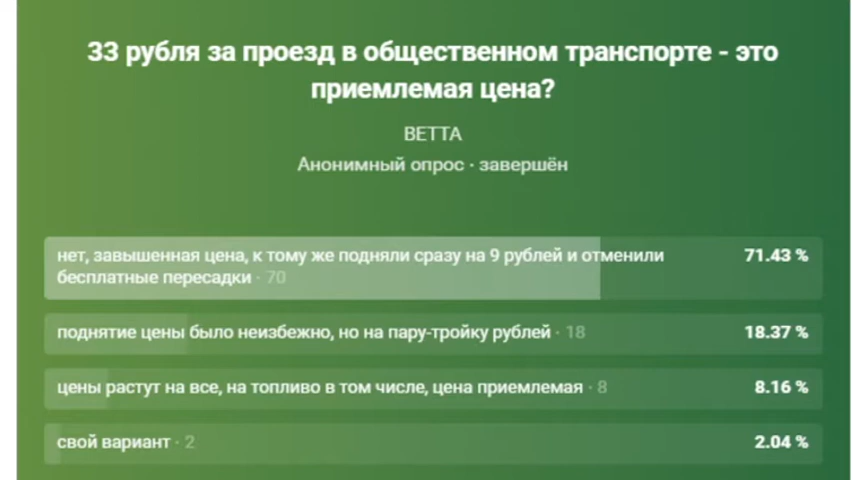 33 рубля за проезд в общественном транспорте - это
приемлемая цена?
ВЕТТА
Анонимный опрос · завершён
нет, завышенная цена, к тому же подняли сразу на 9 рублей и отменили 71.43 %
бесплатные пересадки · 70
поднятие цены было неизбежно, но на пару-тройку рублей · 18 18.37 %
цены растут на все, на топливо в том числе, цена приемлемая · 8 8.16 %
свой вариант · 2 2.04 %